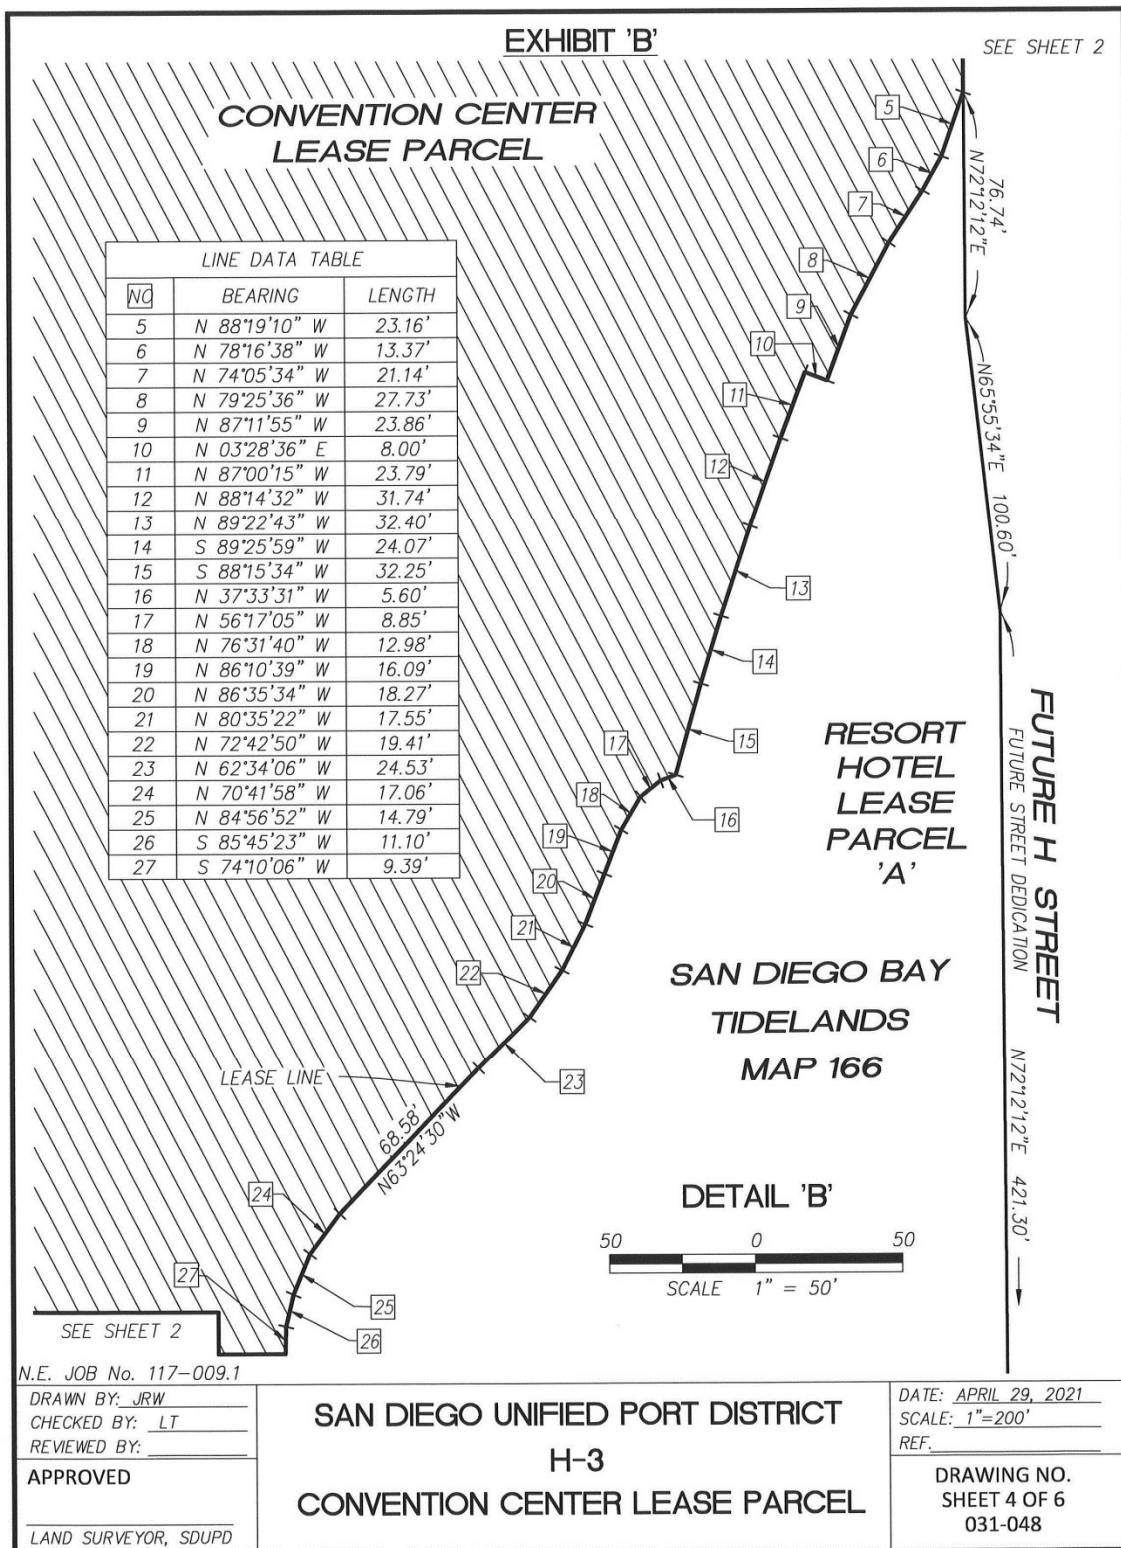 EXHIBIT 'B'
SEE SHEET 2
CONVENTION CENTER
LEASE PARCEL
LINE DATA TABLE
NO BEARING LENGTH
5 N 88°19'10" W 23.16'
6 N 78°16'38" W 13.37'
7 N 74°05'34" W 21.14'
8 N 79°25'36" W 27.73'
9 N 87°11'55" W 23.86'
10 N 03°28'36" E 8.00'
11 N 87°00'15" W 23.79'
12 N 88°14'32" W 31.74'
13 N 89°22'43" W 32.40'
14 S 89°25'59" W 24.07'
15 S 88°15'34" W 32.25'
16 N 37°33'31" W 5.60'
17 N 56°17'05" W 8.85'
18 N 76°31'40" W 12.98'
19 N 86°10'39" W 16.09'
20 N 86°35'34" W 18.27'
21 N 80°35'22" W 17.55'
22 N 72°42'50" W 19.41'
23 N 62°34'06" W 24.53'
24 N 70°41'58" W 17.06'
25 N 84°56'52" W 14.79'
26 S 85°45'23" W 11.10'
27 S 74°10'06" W 9.39'
5
6
7
8
9
10
11
12
13
14
15
16
17
18
19
20
21
22
23
24
25
26
27
76.74'
N72°12'12"E
N65°55'34"E 100.60'
FUTURE H STREET
FUTURE STREET DEDICATION
N72°12'12"E 421.30'
RESORT
HOTEL
LEASE
PARCEL
'A'
SAN DIEGO BAY
TIDELANDS
MAP 166
LEASE LINE
68.58'
N63°24'30"W
DETAIL 'B'
50 0 50
SCALE 1" = 50'
SEE SHEET 2
N.E. JOB No. 117-009.1
DRAWN BY: JRW
CHECKED BY: LT
REVIEWED BY:
APPROVED
LAND SURVEYOR, SDUPD
SAN DIEGO UNIFIED PORT DISTRICT
H-3
CONVENTION CENTER LEASE PARCEL
DATE: APRIL 29, 2021
SCALE: 1"=200'
REF.
DRAWING NO.
SHEET 4 OF 6
031-048